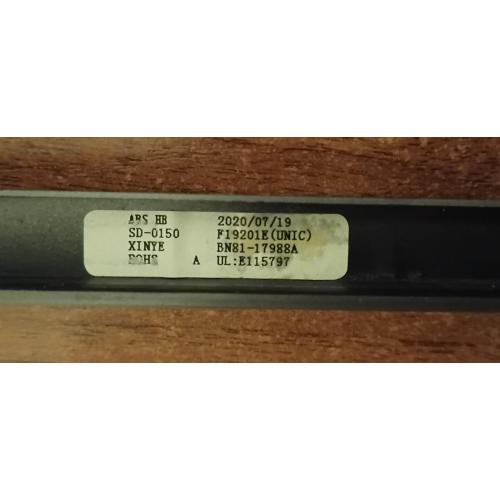 ABS HB 2020/07/19
SD-0150 F19201E(UNIC)
XINYE BN81-17988A
ROHS A UL:E115797